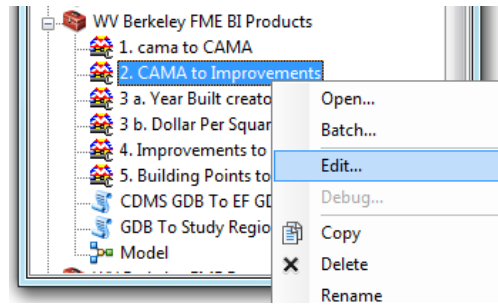 WV Berkeley FME BI Products
1. cama to CAMA
2. CAMA to Improvements
3 a. Year Built creato
3 b. Dollar Per Squar
4. Improvements to
5. Building Points to
CDMS GDB To EF GD
GDB To Study Regio
Model
Open...
Batch...
Edit...
Debug...
Copy
Delete
Rename